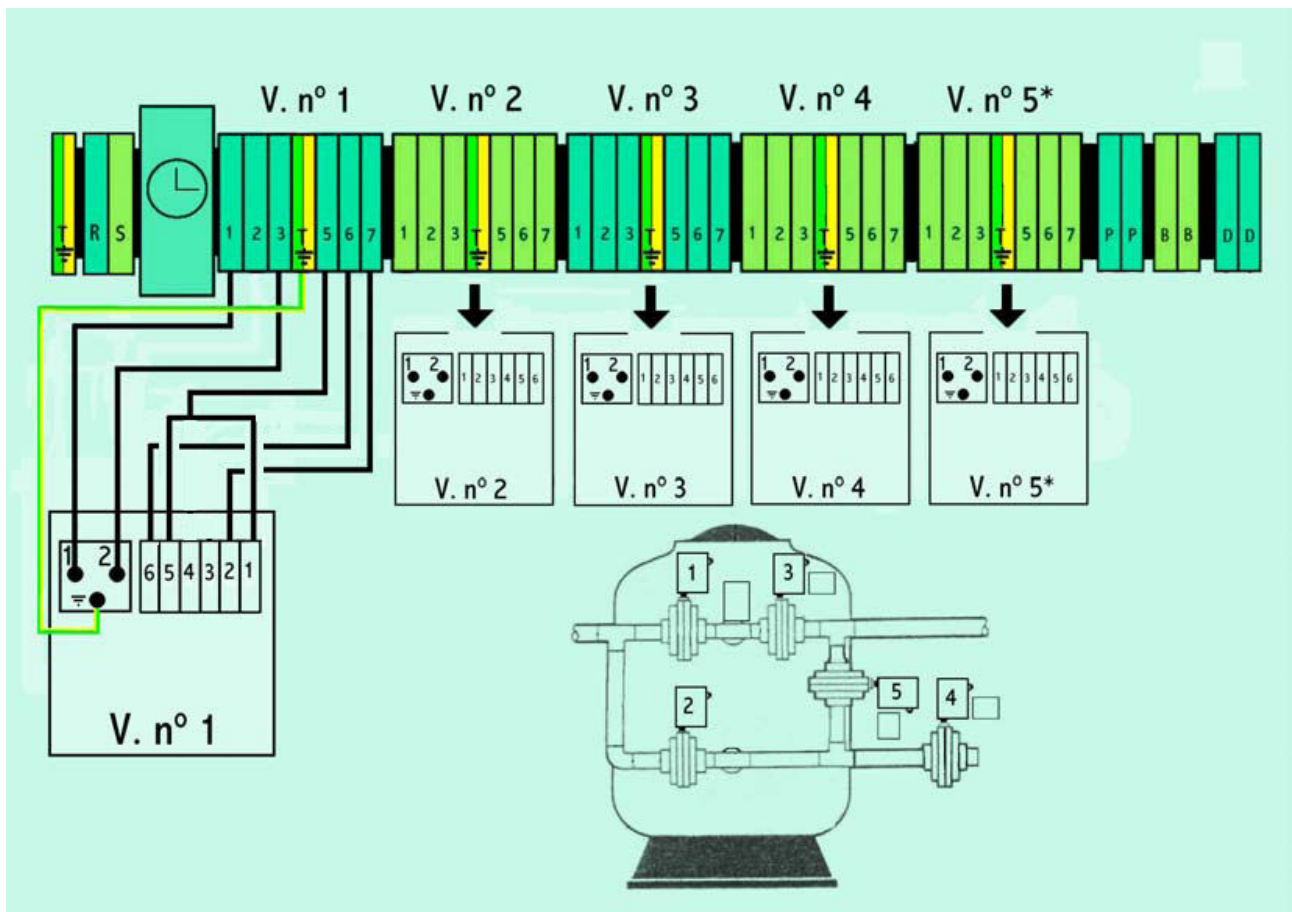 V. nº 1 V. nº 2 V. nº 3 V. nº 4 V. nº 5*
T R S 1 2 3 T 5 6 7 1 2 3 T 5 6 7 1 2 3 T 5 6 7 1 2 3 T 5 6 7 1 2 3 T 5 6 7 P P B B D D
1 2 1 2 3 4 5 6 1 2 1 2 3 4 5 6 1 2 1 2 3 4 5 6 1 2 1 2 3 4 5 6
V. nº 2 V. nº 3 V. nº 4 V. nº 5*
1 2 6 5 4 3 2 1
V. nº 1
1 3
2 5 4